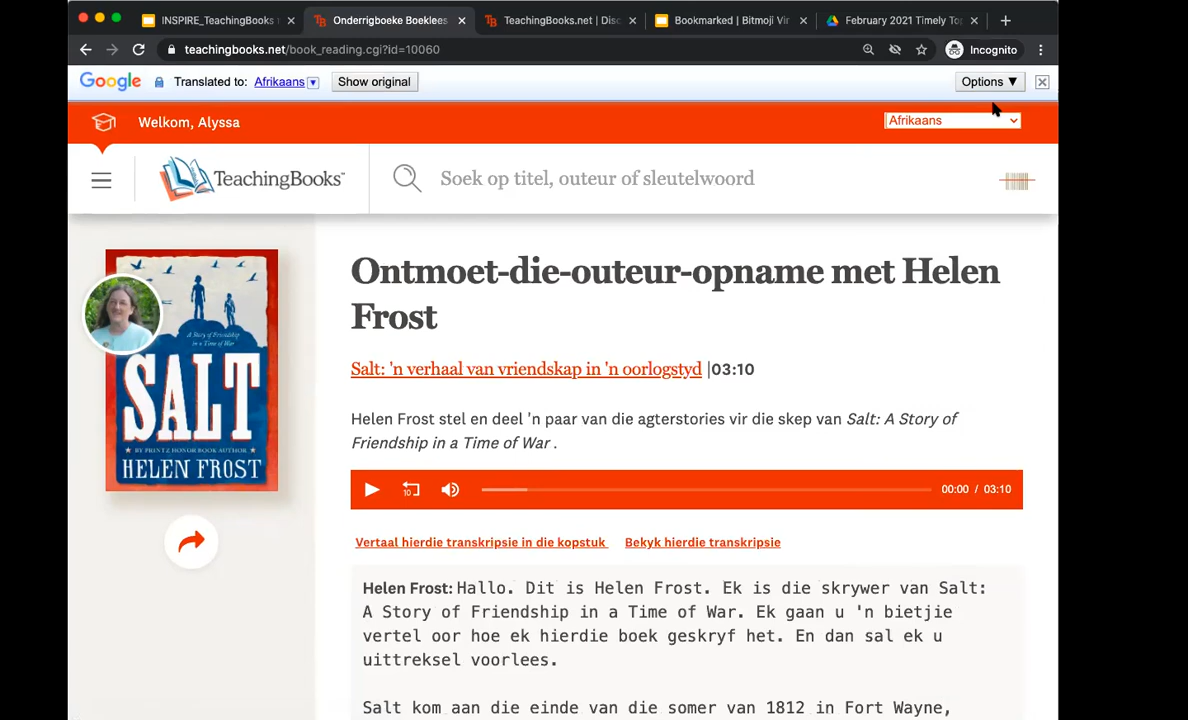 INSPIRE_TeachingBooks
Onderrigboeke Boeklees
TeachingBooks.net | Disc
Bookmarked | Bitmoji Vir
February 2021 Timely To
teachingbooks.net/book_reading.cgi?id=10060
Incognito
Google
Translated to: Afrikaans
Show original
Options ▼
Welkom, Alyssa
Afrikaans
TeachingBooks
Soek op titel, outeur of sleutelwoord
A Story of Friendship
in a Time of War
SALT
BY PRINTZ HONOR BOOK AUTHOR
HELEN FROST
Ontmoet-die-outeur-opname met Helen
Frost
Salt: 'n verhaal van vriendskap in 'n oorlogstyd |03:10
Helen Frost stel en deel 'n paar van die agterstories vir die skep van Salt: A Story of
Friendship in a Time of War .
10
00:00 / 03:10
Vertaal hierdie transkripsie in die kopstuk
Bekyk hierdie transkripsie
Helen Frost: Hallo. Dit is Helen Frost. Ek is die skrywer van Salt:
A Story of Friendship in a Time of War. Ek gaan u 'n bietjie
vertel oor hoe ek hierdie boek geskryf het. En dan sal ek u
uittreksel voorlees.
Salt kom aan die einde van die somer van 1812 in Fort Wayne,